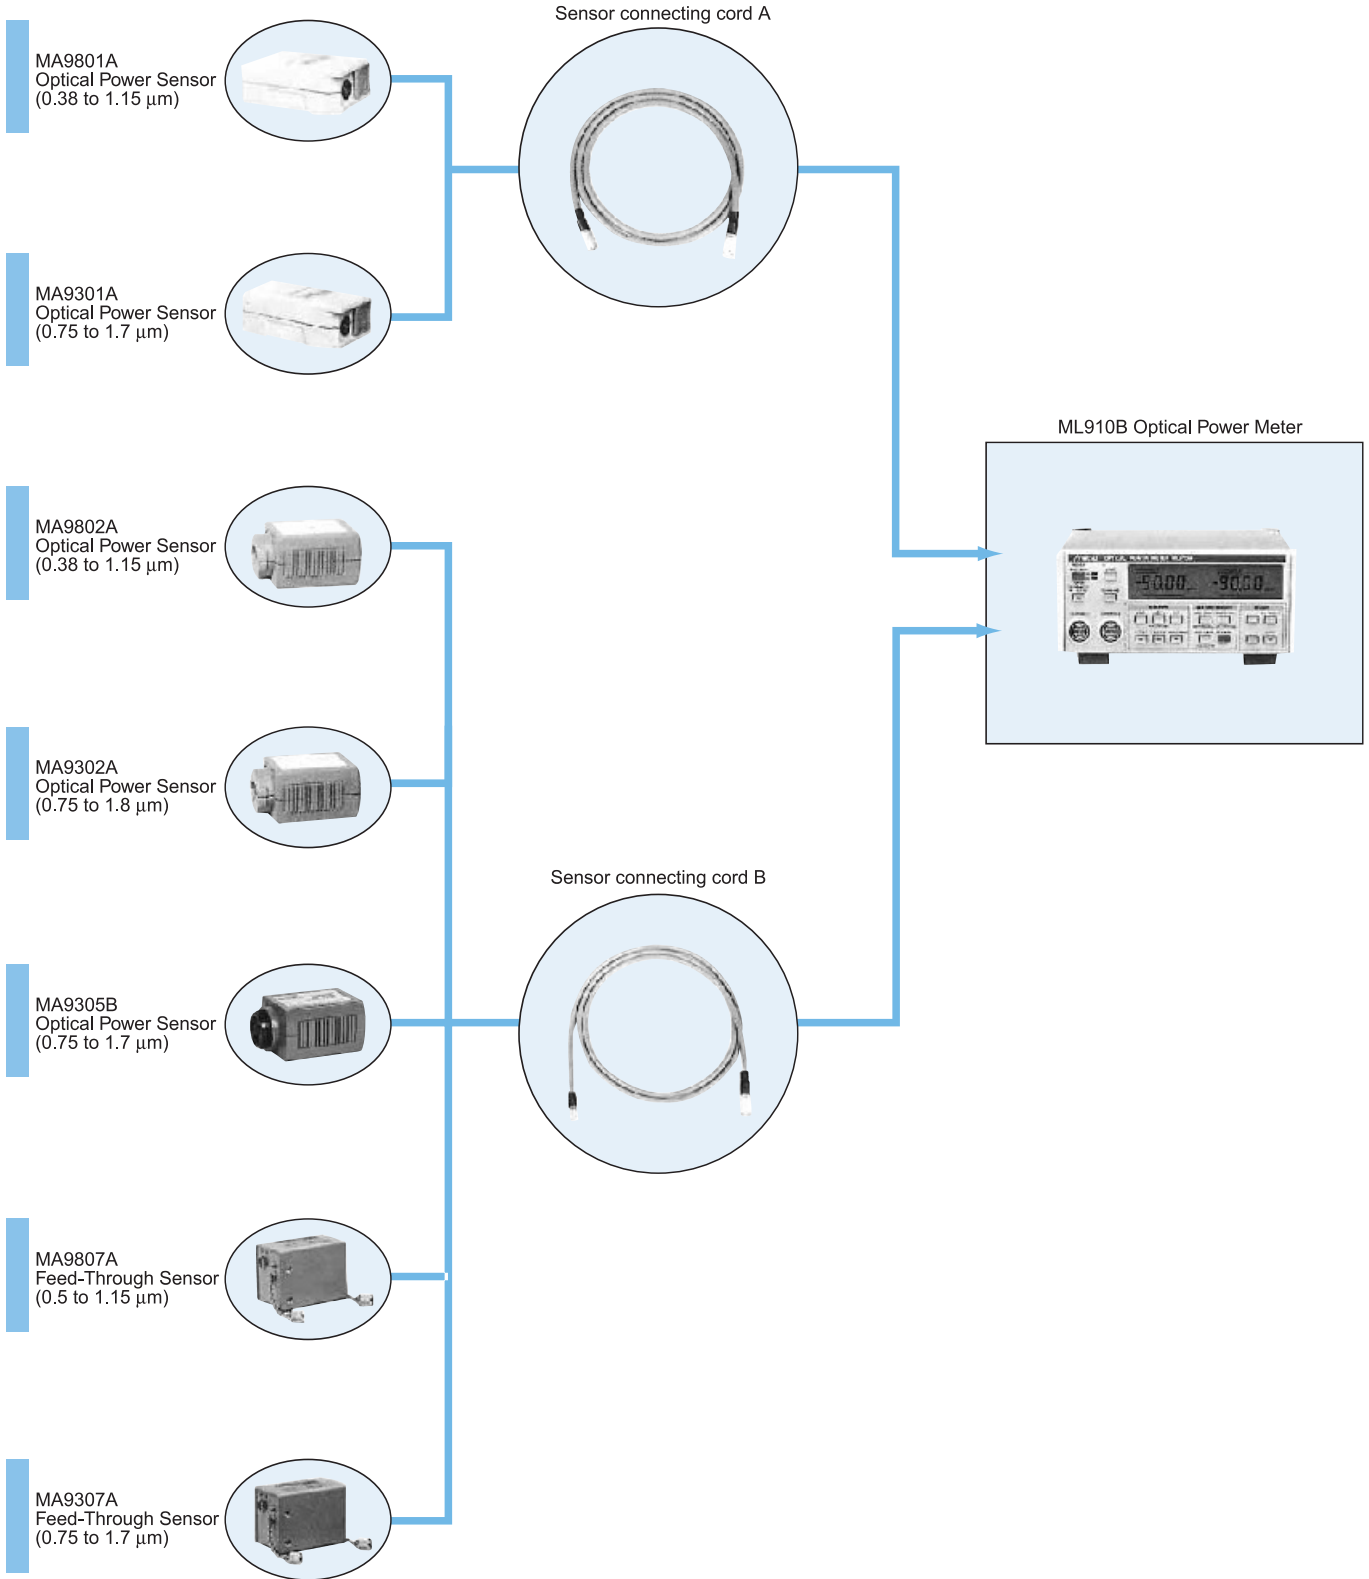 Sensor connecting cord A
MA9801A
Optical Power Sensor
(0.38 to 1.15 μm)
MA9301A
Optical Power Sensor
(0.75 to 1.7 μm)
ML910B Optical Power Meter
-50.00
-30.00
MA9802A
Optical Power Sensor
(0.38 to 1.15 μm)
MA9302A
Optical Power Sensor
(0.75 to 1.8 μm)
Sensor connecting cord B
MA9305B
Optical Power Sensor
(0.75 to 1.7 μm)
MA9807A
Feed-Through Sensor
(0.5 to 1.15 μm)
MA9307A
Feed-Through Sensor
(0.75 to 1.7 μm)